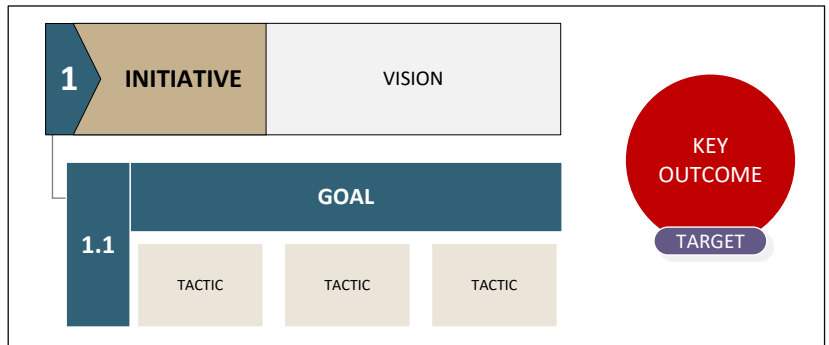 1
INITIATIVE
VISION
1.1
GOAL
TACTIC
TACTIC
TACTIC
KEY
OUTCOME
TARGET